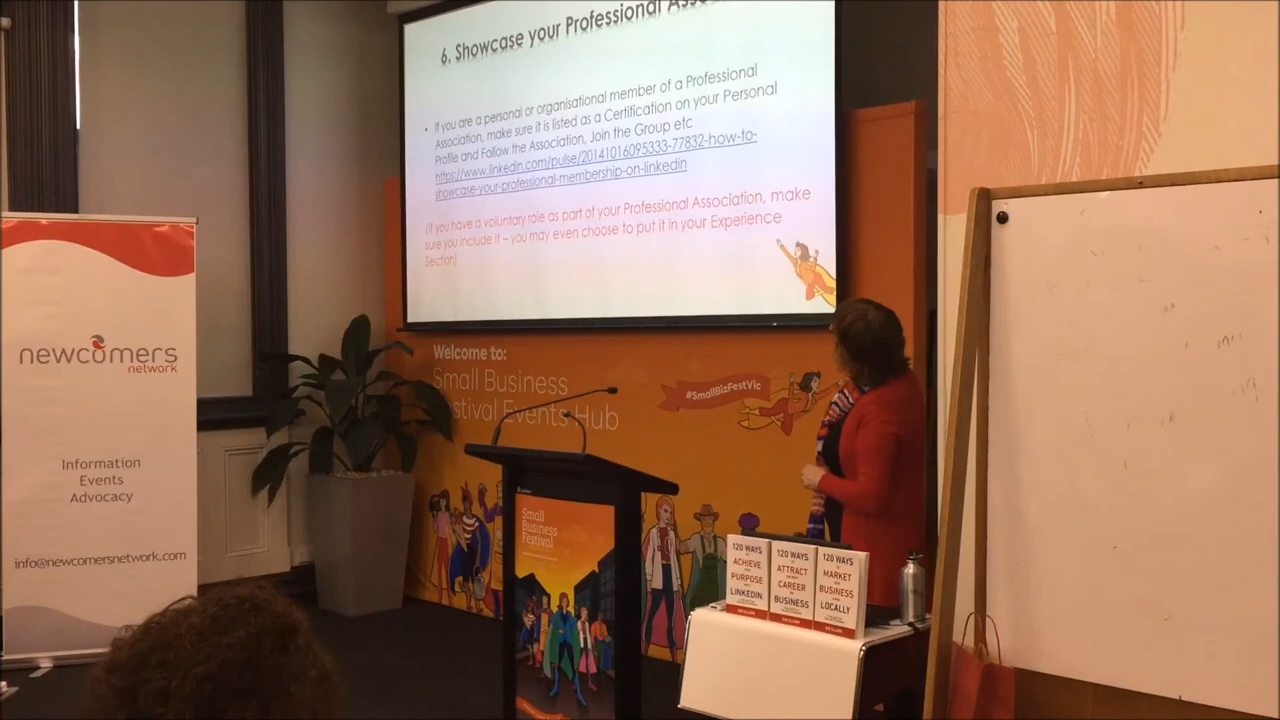 6. Showcase your Professional
• If you are a personal or organisational member of a Professional
Association, make sure it is listed as a Certification on your Personal
Profile and Follow the Association, Join the Group etc
https://www.linkedin.com/pulse/20141016095333-77832-how-to-
showcase-your-professional-membership-on-linkedin
(If you have a voluntary role as part of your Professional Association, make
sure you include it – you may even choose to put it in your Experience
Section)
newcomers
network
Information
Events
Advocacy
info@newcomersnetwork.com
Welcome to:
Small Business
Festival Events Hub
#SmallBizFestVic
Small
Business
Festival
120 WAYS
ACHIEVE
PURPOSE
LINKEDIN
120 WAYS
ATTRACT
CAREER
BUSINESS
120 WAYS
MARKET
BUSINESS
LOCALLY